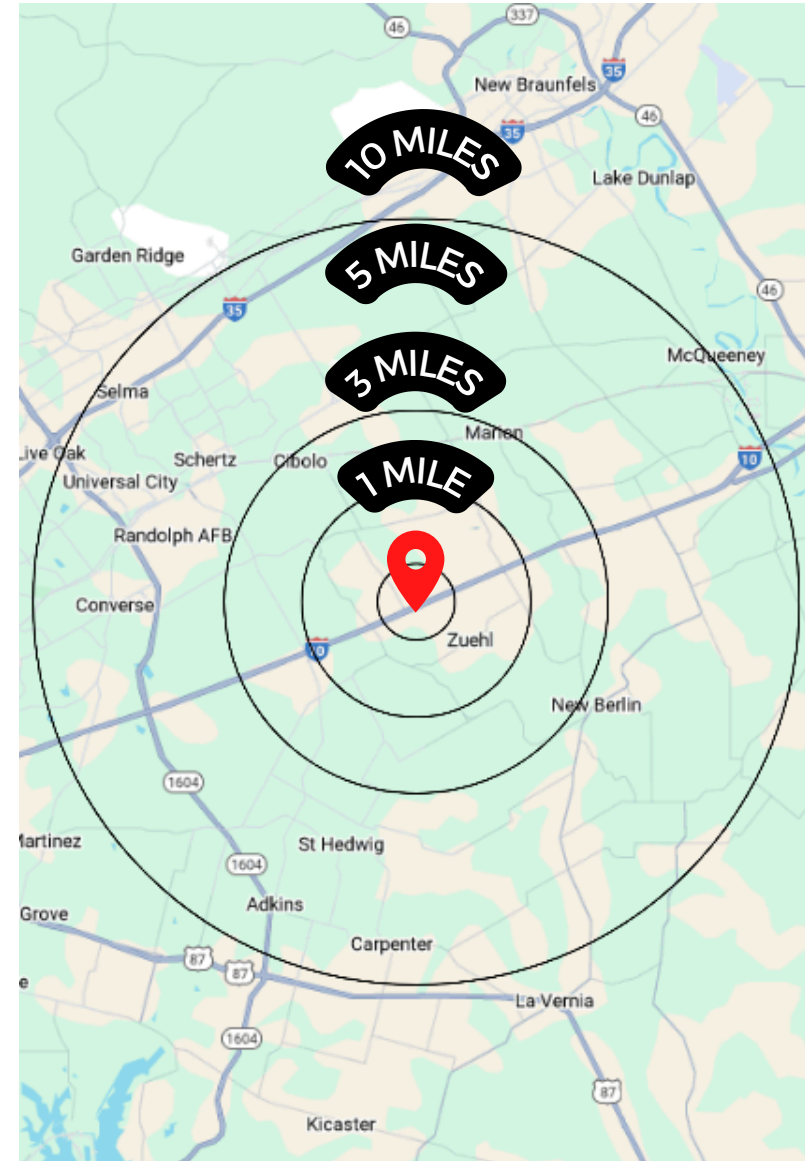 46
337
35
New Braunfels
46
35
10 MILES
Lake Dunlap
Garden Ridge
5 MILES
46
35
McQueeney
3 MILES
Selma
Marion
Live Oak
Schertz
Cibolo
10
1 MILE
Universal City
Randolph AFB
Converse
Zuehl
10
New Berlin
1604
Martinez
St Hedwig
1604
Adkins
Grove
Carpenter
87
87
e
La Vernia
1604
87
Kicaster